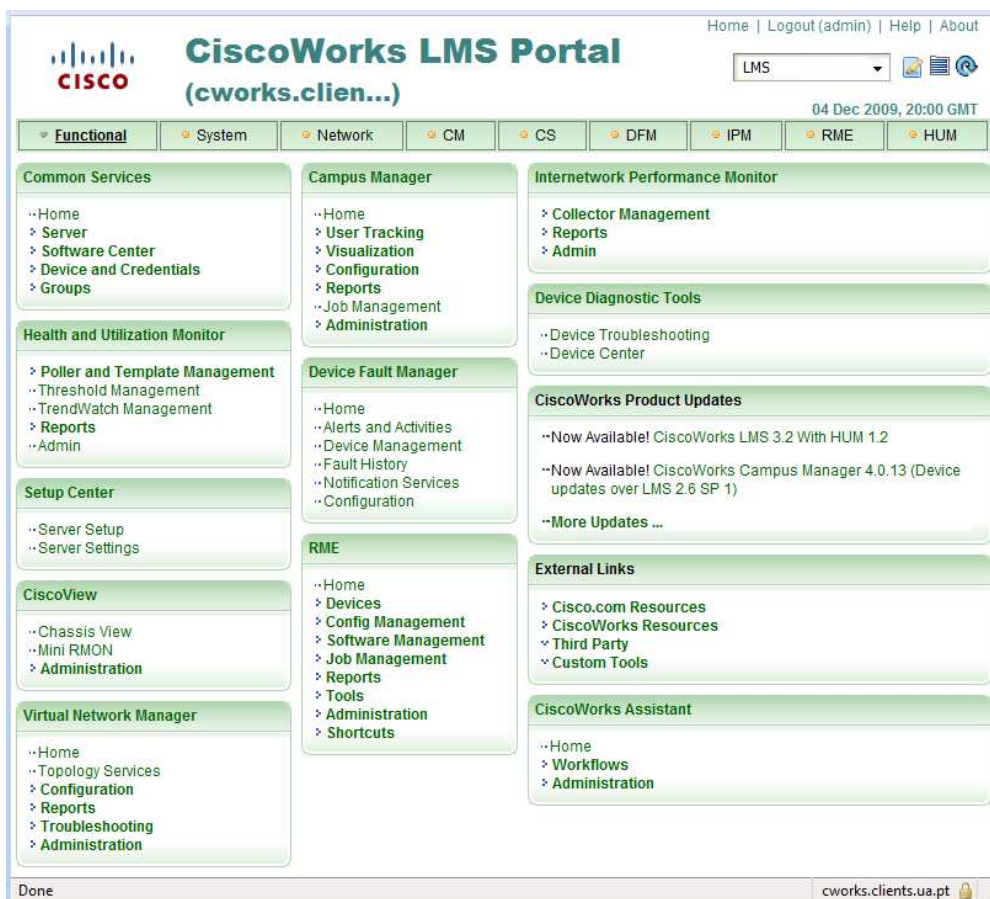 Home | Logout (admin) | Help | About
CISCO
CiscoWorks LMS Portal
(cworks.clien...)
LMS
04 Dec 2009, 20:00 GMT
Functional System Network CM CS DFM IPM RME HUM
Common Services
Home
Server
Software Center
Device and Credentials
Groups
Health and Utilization Monitor
Poller and Template Management
Threshold Management
TrendWatch Management
Reports
Admin
Setup Center
Server Setup
Server Settings
CiscoView
Chassis View
Mini RMON
Administration
Virtual Network Manager
Home
Topology Services
Configuration
Reports
Troubleshooting
Administration
Campus Manager
Home
User Tracking
Visualization
Configuration
Reports
Job Management
Administration
Device Fault Manager
Home
Alerts and Activities
Device Management
Fault History
Notification Services
Configuration
RME
Home
Devices
Config Management
Software Management
Job Management
Reports
Tools
Administration
Shortcuts
Internetwork Performance Monitor
Collector Management
Reports
Admin
Device Diagnostic Tools
Device Troubleshooting
Device Center
CiscoWorks Product Updates
Now Available! CiscoWorks LMS 3.2 With HUM 1.2
Now Available! CiscoWorks Campus Manager 4.0.13 (Device
updates over LMS 2.6 SP 1)
More Updates ...
External Links
Cisco.com Resources
CiscoWorks Resources
Third Party
Custom Tools
CiscoWorks Assistant
Home
Workflows
Administration
Done
cworks.clients.ua.pt